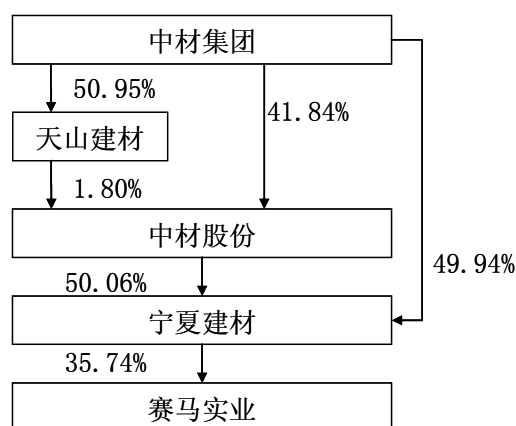 中材集团
50.95%
41.84%
天山建材
1.80%
中材股份
49.94%
50.06%
宁夏建材
35.74%
赛马实业